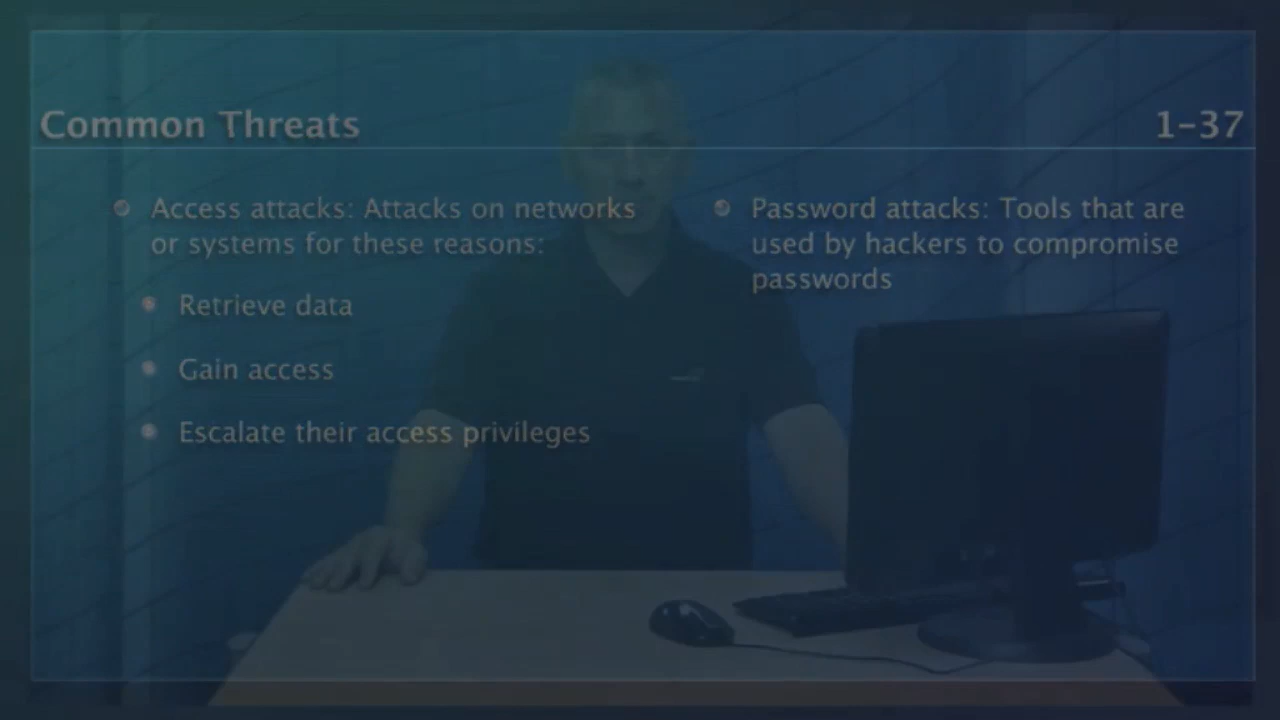 Common Threats
1-37
Access attacks: Attacks on networks
or systems for these reasons:
Retrieve data
Gain access
Escalate their access privileges
Password attacks: Tools that are
used by hackers to compromise
passwords